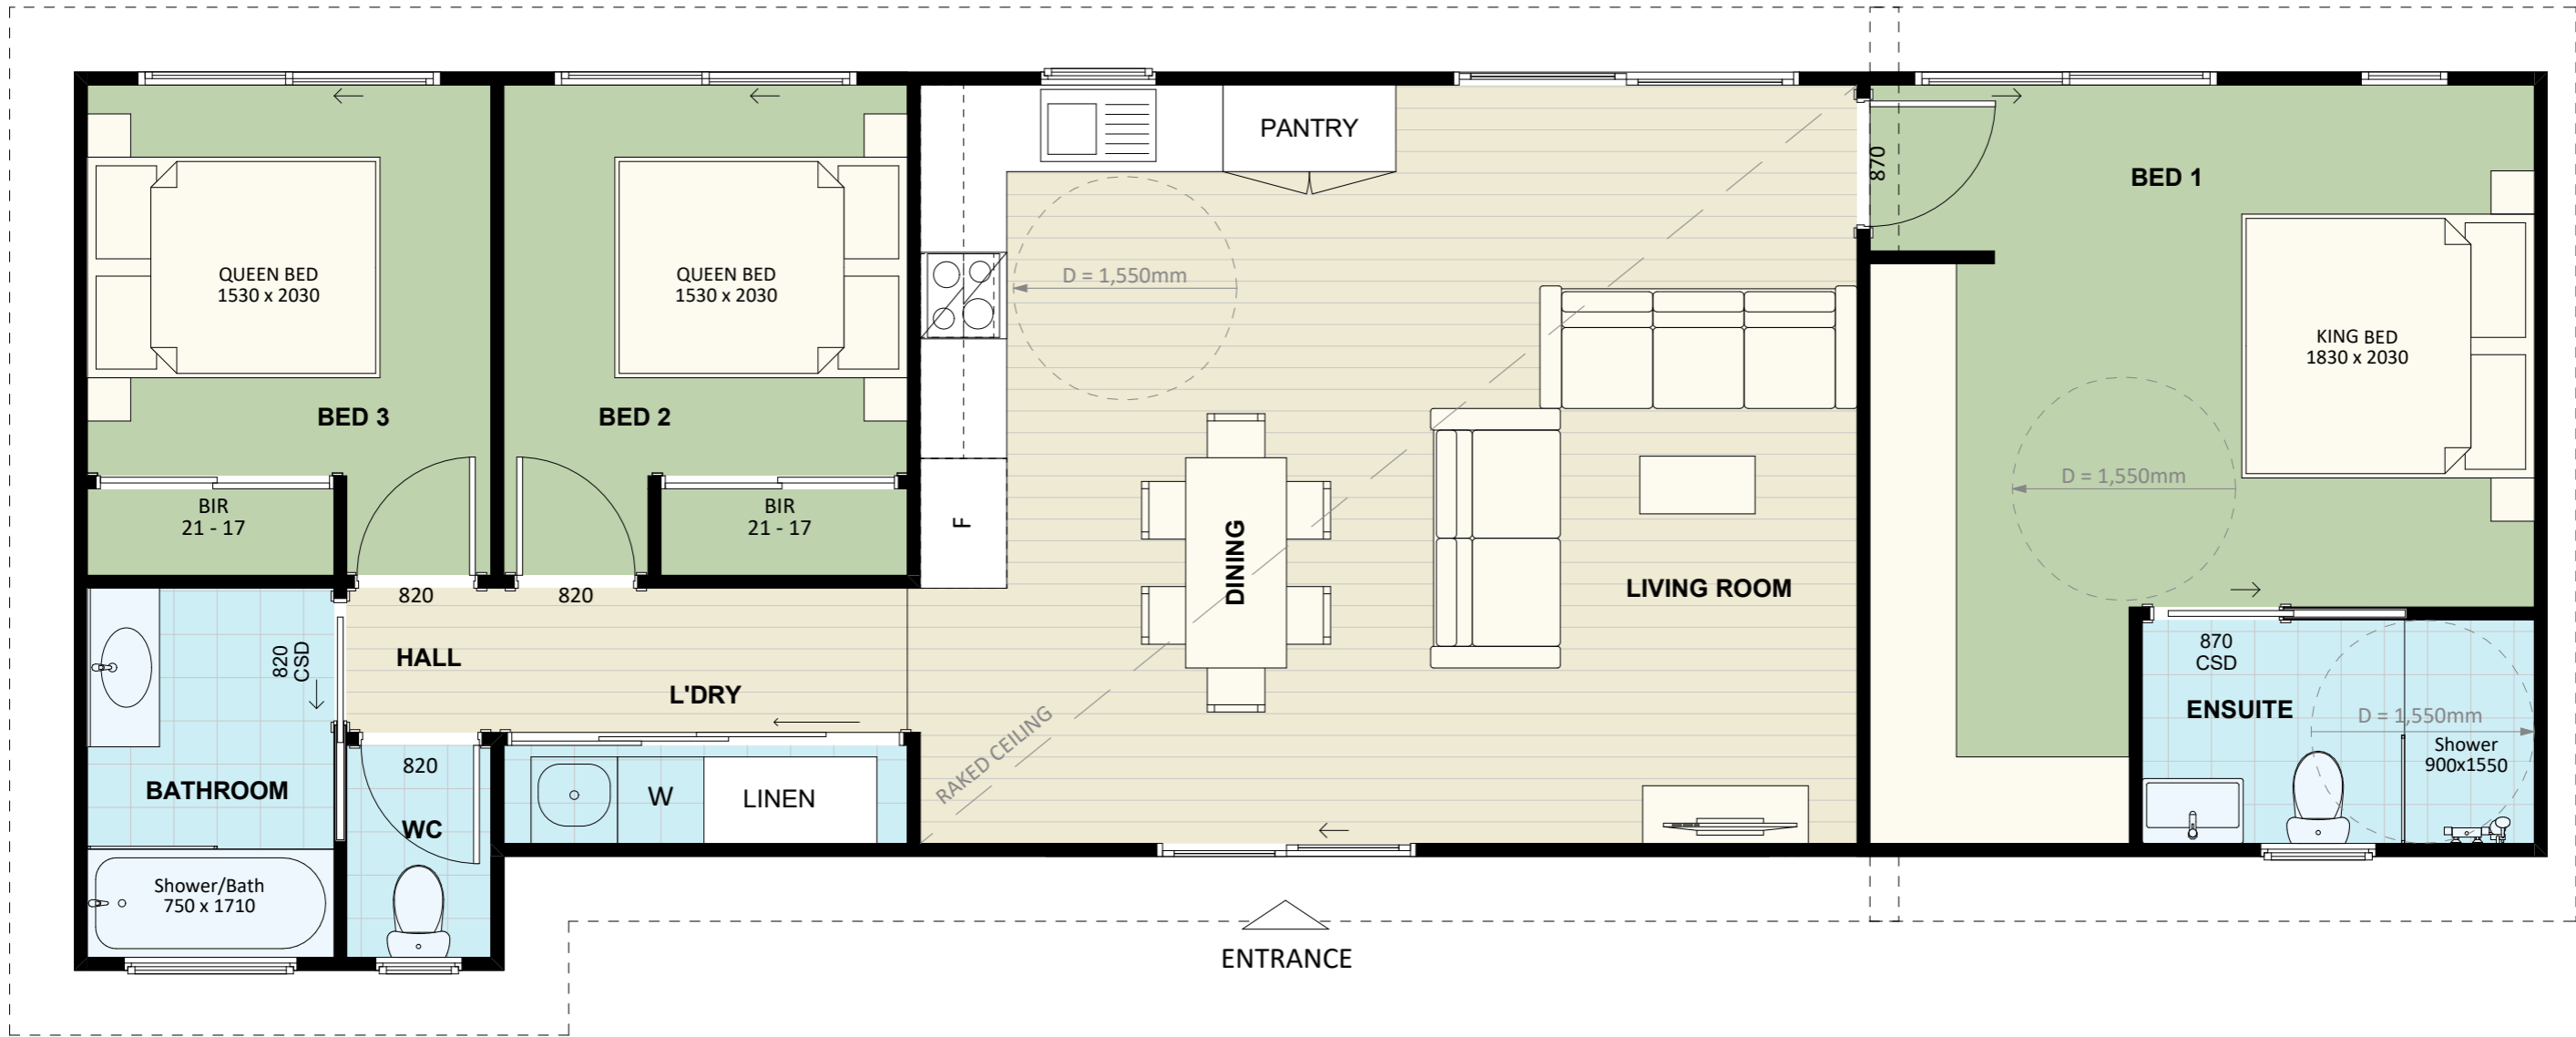 PANTRY
870
BED 1
QUEEN BED
1530 x 2030
QUEEN BED
1530 x 2030
D = 1,550mm
KING BED
1830 x 2030
BED 3
BED 2
D = 1,550mm
BIR
21 - 17
BIR
21 - 17
F
DINING
LIVING ROOM
820
820
820
CSD
HALL
L'DRY
870
CSD
ENSUITE
D = 1,550mm
Shower
900x1550
RAKED CEILING
820
BATHROOM
W
LINEN
WC
Shower/Bath
750 x 1710
ENTRANCE